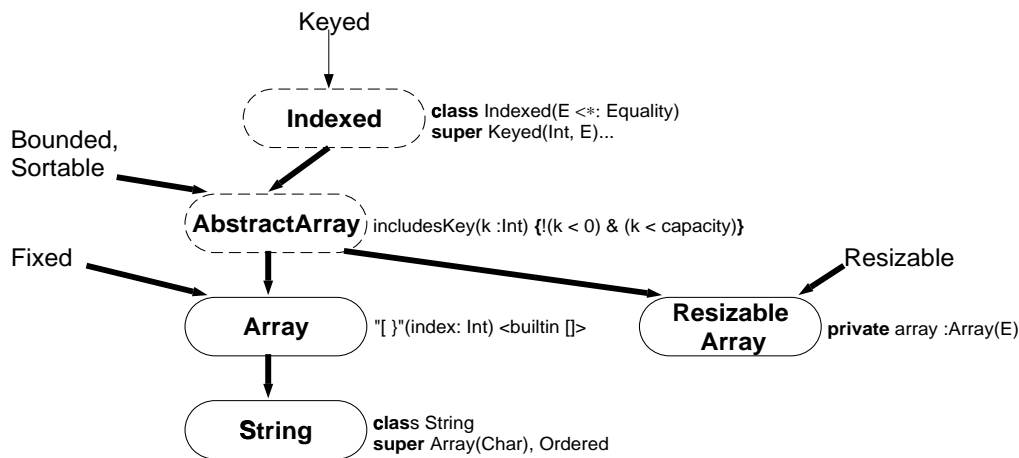 Keyed
Indexed
class Indexed(E <*: Equality)
super Keyed(Int, E)...
Bounded,
Sortable
AbstractArray
includesKey(k :Int) {!(k < 0) & (k < capacity)}
Fixed
Resizable
Array
"[ }"(index: Int) <builtin []>
Resizable
Array
private array :Array(E)
String
class String
super Array(Char), Ordered